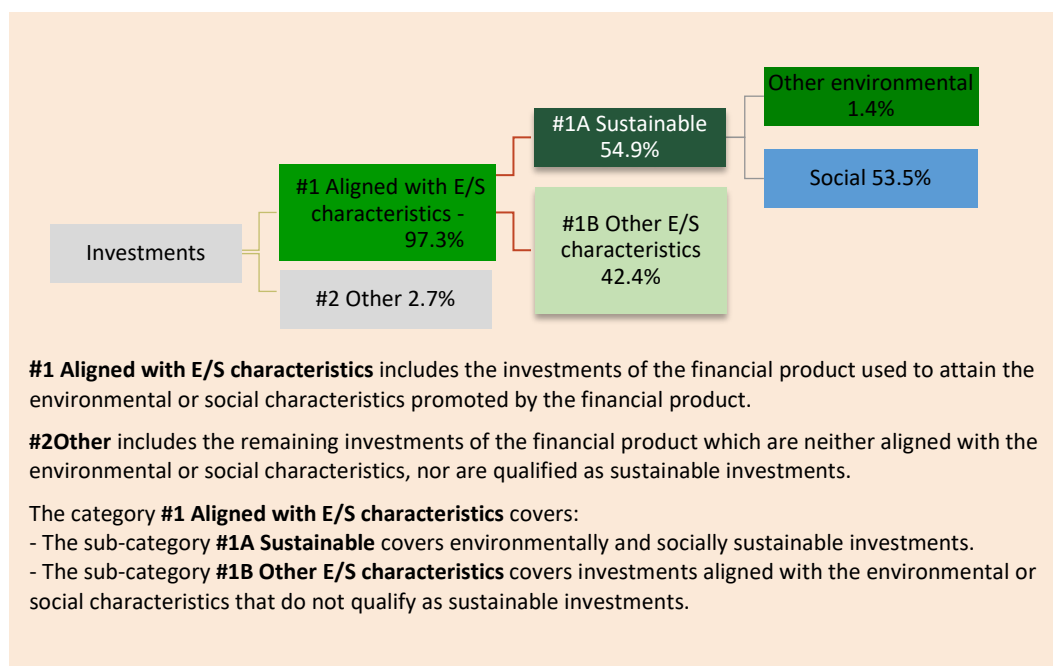 Other environmental
1.4%
#1A Sustainable
54.9%
Social 53.5%
#1 Aligned with E/S
characteristics -
97.3%
#1B Other E/S
characteristics
42.4%
Investments
#2 Other 2.7%
#1 Aligned with E/S characteristics includes the investments of the financial product used to attain the
environmental or social characteristics promoted by the financial product.
#2Other includes the remaining investments of the financial product which are neither aligned with the
environmental or social characteristics, nor are qualified as sustainable investments.
The category #1 Aligned with E/S characteristics covers:
- The sub-category #1A Sustainable covers environmentally and socially sustainable investments.
- The sub-category #1B Other E/S characteristics covers investments aligned with the environmental or
social characteristics that do not qualify as sustainable investments.